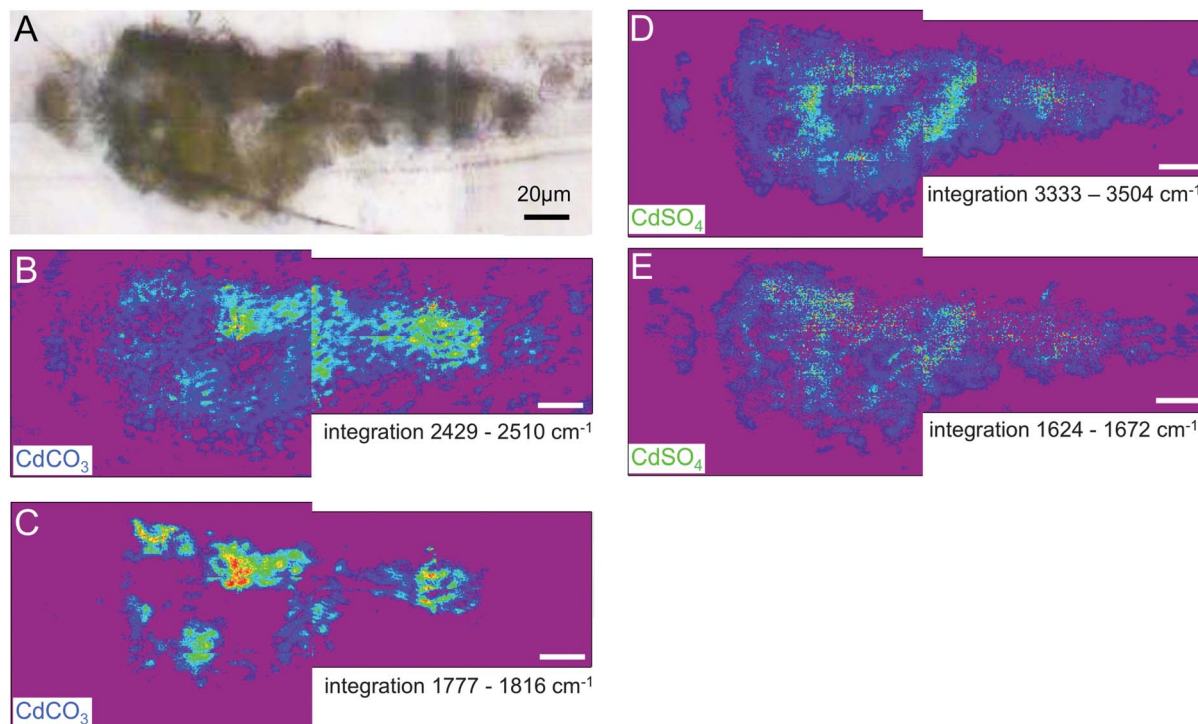 A
20µm
B
integration 2429 - 2510 cm⁻¹
CdCO₃
C
integration 1777 - 1816 cm⁻¹
CdCO₃
D
integration 3333 – 3504 cm⁻¹
CdSO₄
E
integration 1624 - 1672 cm⁻¹
CdSO₄